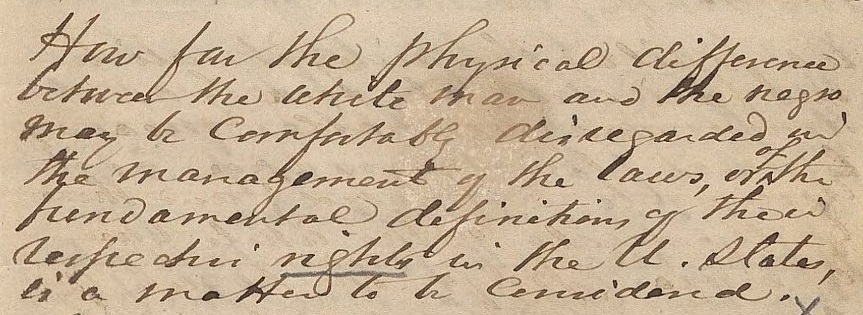 How far the physical difference
between the white man and the negro
may be comfortably disregarded in
the management of the laws, or of the
fundamental definitions of their
respective rights in the U. States,
is a matter to be considered.